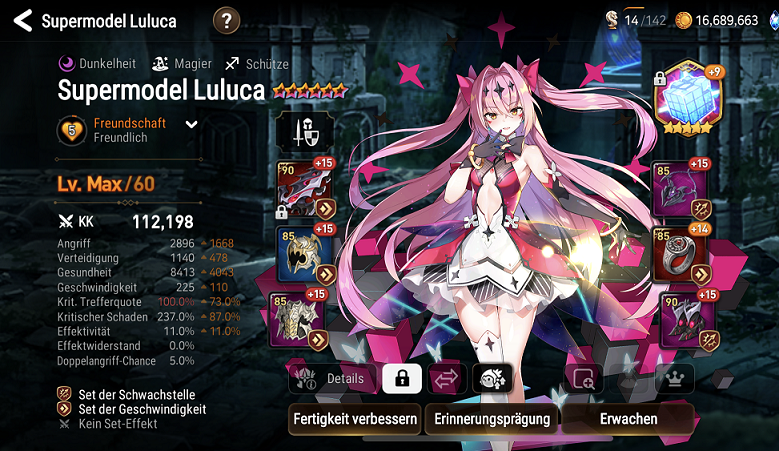 Supermodel Luluca
?
14/142
16,689,663
Dunkelheit Magier Schütze
Supermodel Luluca
5
Freundschaft
Freundlich
Lv. Max/60
KK 112,198
Angriff 2896 1668
Verteidigung 1140 478
Gesundheit 8413 4043
Geschwindigkeit 225 110
Krit. Trefferquote 100.0% 73.0%
Kritischer Schaden 237.0% 87.0%
Effektivität 11.0% 11.0%
Effektwiderstand 0.0%
Doppelangriff-Chance 5.0%
Set der Schwachstelle
Set der Geschwindigkeit
Kein Set-Effekt
90 +15
85 +15
85 +15
+9
85 +15
85 +14
90 +15
Details
Fertigkeit verbessern
Erinnerungsprägung
Erwachen